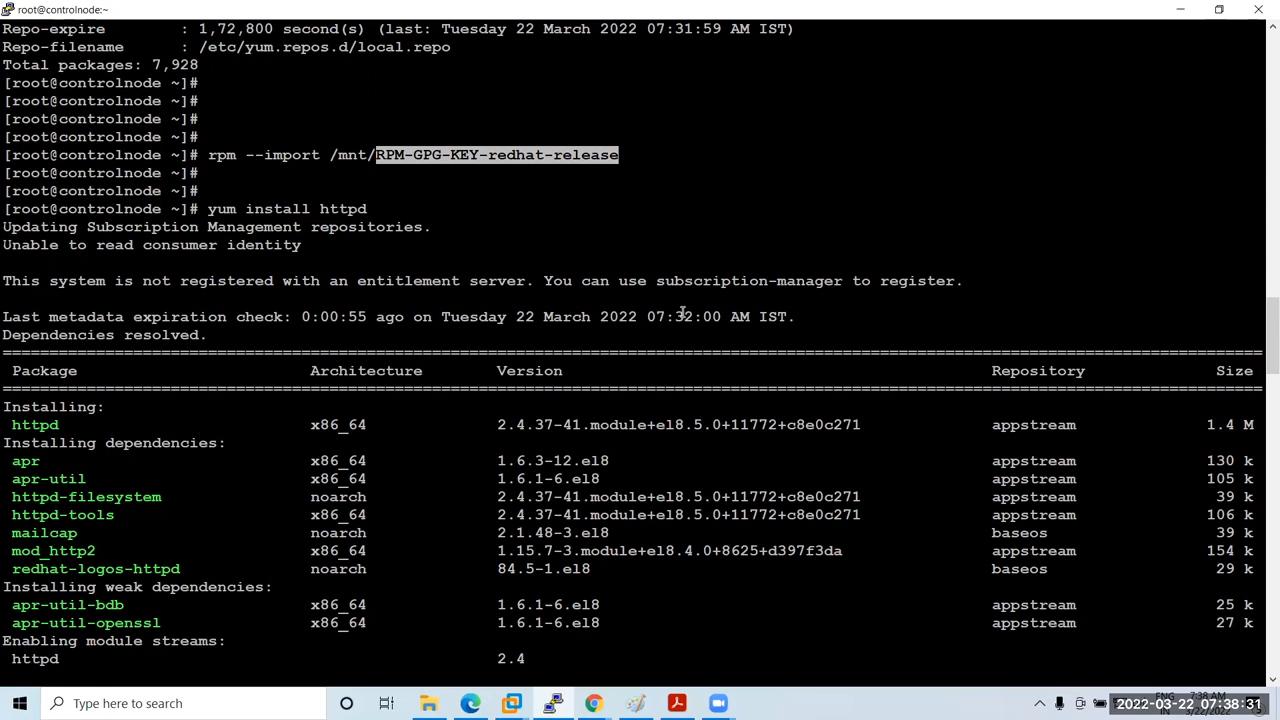 root@controlnode:~
Repo-expire        : 1,72,800 second(s) (last: Tuesday 22 March 2022 07:31:59 AM IST)
Repo-filename      : /etc/yum.repos.d/local.repo
Total packages: 7,928
[root@controlnode ~]#
[root@controlnode ~]#
[root@controlnode ~]#
[root@controlnode ~]#
[root@controlnode ~]# rpm --import /mnt/RPM-GPG-KEY-redhat-release
[root@controlnode ~]#
[root@controlnode ~]#
[root@controlnode ~]# yum install httpd
Updating Subscription Management repositories.
Unable to read consumer identity
This system is not registered with an entitlement server. You can use subscription-manager to register.
Last metadata expiration check: 0:00:55 ago on Tuesday 22 March 2022 07:32:00 AM IST.
Dependencies resolved.
Package Architecture Version Repository Size
Installing:
httpd x86_64 2.4.37-41.module+el8.5.0+11772+c8e0c271 appstream 1.4 M
Installing dependencies:
apr x86_64 1.6.3-12.el8 appstream 130 k
apr-util x86_64 1.6.1-6.el8 appstream 105 k
httpd-filesystem noarch 2.4.37-41.module+el8.5.0+11772+c8e0c271 appstream 39 k
httpd-tools x86_64 2.4.37-41.module+el8.5.0+11772+c8e0c271 appstream 106 k
mailcap noarch 2.1.48-3.el8 baseos 39 k
mod_http2 x86_64 1.15.7-3.module+el8.4.0+8625+d397f3da appstream 154 k
redhat-logos-httpd noarch 84.5-1.el8 baseos 29 k
Installing weak dependencies:
apr-util-bdb x86_64 1.6.1-6.el8 appstream 25 k
apr-util-openssl x86_64 1.6.1-6.el8 appstream 27 k
Enabling module streams:
httpd 2.4
Type here to search
ENG 7:38 AM
2022-03-22 07:38:31